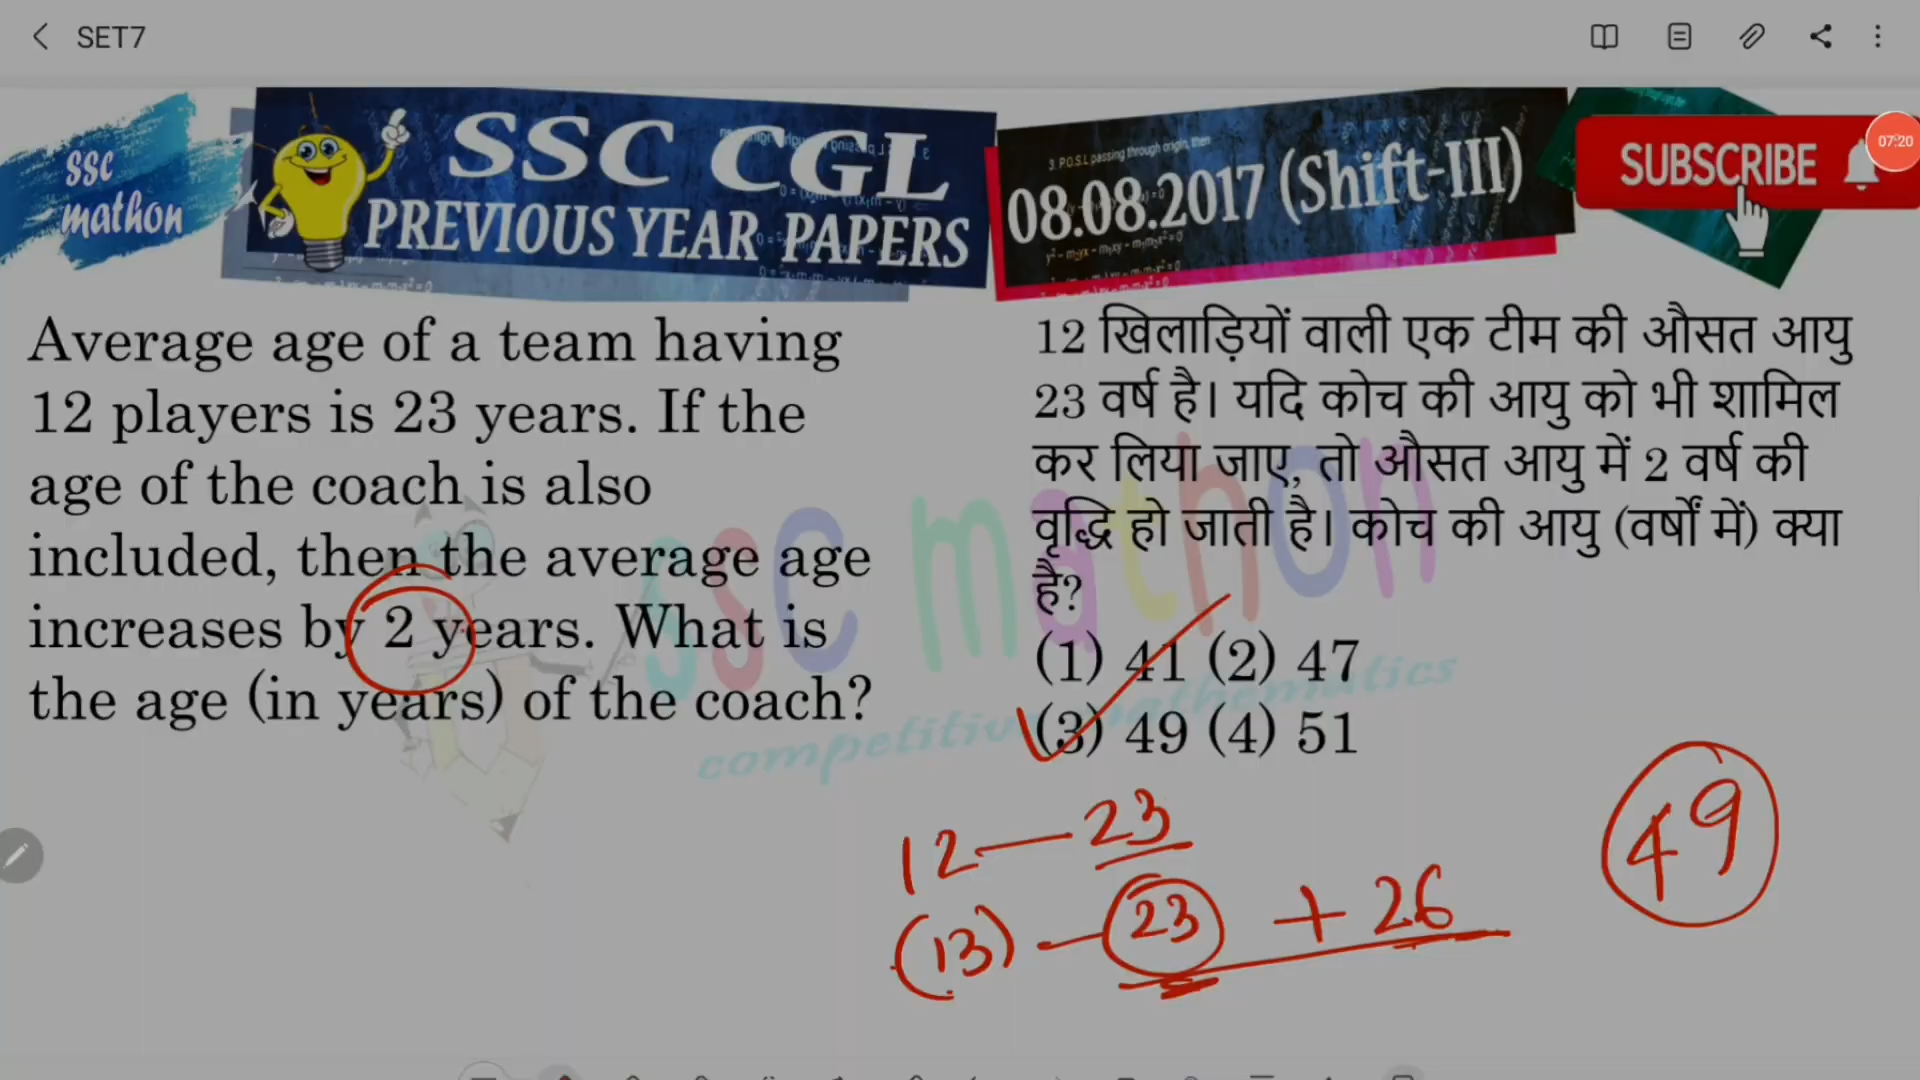 SET7
SSC
mathon
SSC CGL
PREVIOUS YEAR PAPERS
08.08.2017 (Shift-III)
SUBSCRIBE
07:20
Average age of a team having
12 players is 23 years. If the
age of the coach is also
included, then the average age
increases by 2 years. What is
the age (in years) of the coach?
12 खिलाड़ियों वाली एक टीम की औसत आयु
23 वर्ष है। यदि कोच की आयु को भी शामिल
कर लिया जाए, तो औसत आयु में 2 वर्ष की
वृद्धि हो जाती है। कोच की आयु (वर्षों में) क्या
है?
(1) 41 (2) 47
(3) 49 (4) 51
ssc mathon
competitive mathematics
12 — 23
(13) — 23 + 26
49